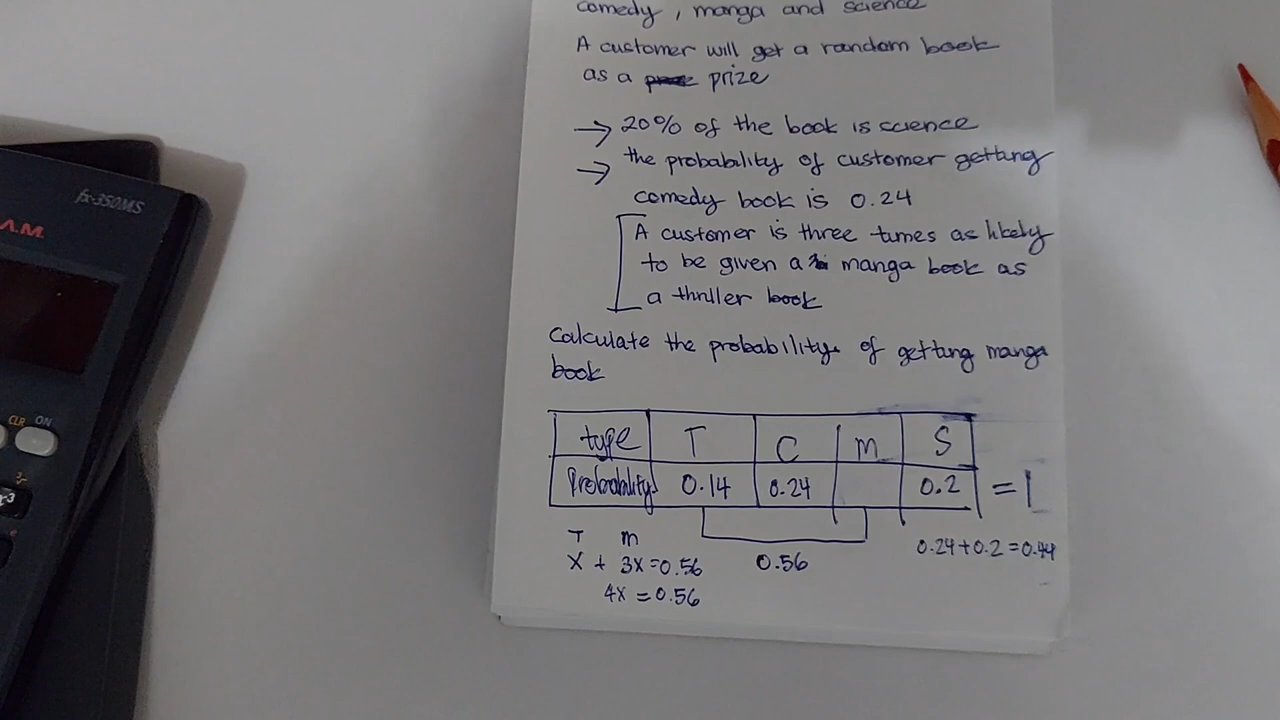 comedy, manga and science
A customer will get a random book
as a prize
→ 20% of the book is science
→ the probability of customer getting
comedy book is 0.24
A customer is three times as likely
to be given a manga book as
a thriller book
Calculate the probability of getting manga
book
type T C m S
Probability 0.14 0.24 0.2 = 1
T m
x + 3x = 0.56
4x = 0.56
0.56
0.24 + 0.2 = 0.44
fx-350MS
A.M.
CLR ON